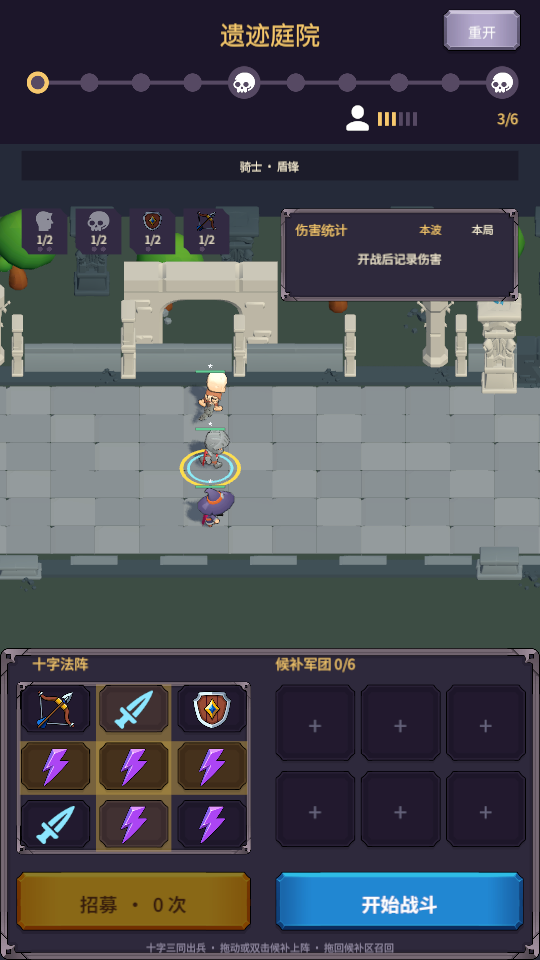 遗迹庭院
重开
3/6
骑士·盾锋
1/2
1/2
1/2
1/2
伤害统计
本波
本局
开战后记录伤害
十字法阵
候补军团 0/6
+
+
+
+
+
+
招募 · 0 次
开始战斗
十字三同出兵 · 拖动或双击候补上阵 · 拖回候补区召回